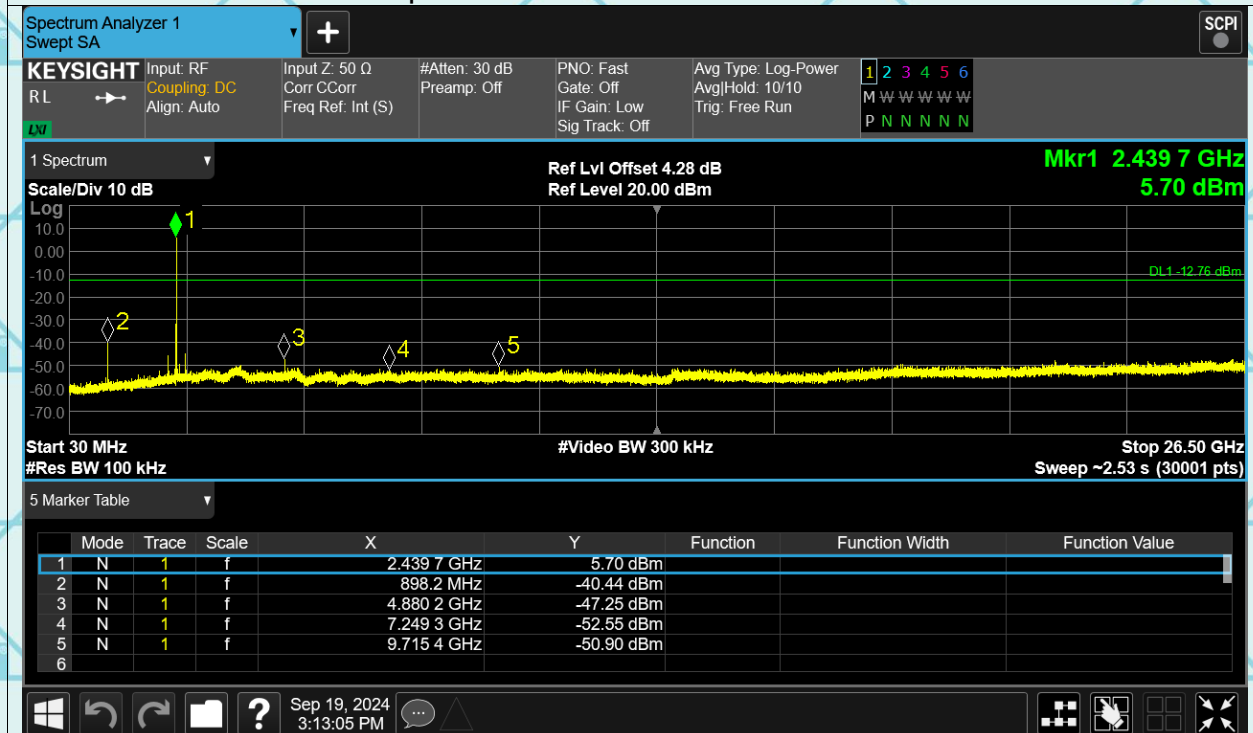 Spectrum Analyzer 1
Swept SA
+
SCPI
KEYSIGHT Input: RF Input Z: 50 Ω #Atten: 30 dB PNO: Fast Avg Type: Log-Power 1 2 3 4 5 6
RL Coupling: DC Corr CCorr Preamp: Off Gate: Off Avg|Hold: 10/10 M W W W W W
Align: Auto Freq Ref: Int (S) IF Gain: Low Trig: Free Run
LXI Sig Track: Off P N N N N N
1 Spectrum Ref Lvl Offset 4.28 dB Mkr1 2.439 7 GHz
Scale/Div 10 dB Ref Level 20.00 dBm 5.70 dBm
Log
10.0 1
0.00
-10.0 DL1 -12.76 dBm
-20.0
-30.0 2
-40.0 3 4 5
-50.0
-60.0
-70.0
Start 30 MHz #Video BW 300 kHz Stop 26.50 GHz
#Res BW 100 kHz Sweep ~2.53 s (30001 pts)
5 Marker Table
Mode Trace Scale X Y Function Function Width Function Value
1 N 1 f 2.439 7 GHz 5.70 dBm
2 N 1 f 898.2 MHz -40.44 dBm
3 N 1 f 4.880 2 GHz -47.25 dBm
4 N 1 f 7.249 3 GHz -52.55 dBm
5 N 1 f 9.715 4 GHz -50.90 dBm
6
? Sep 19, 2024
3:13:05 PM